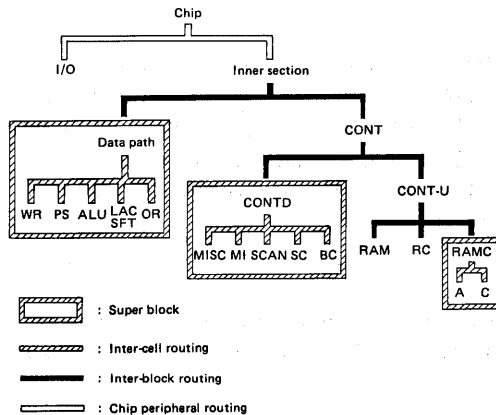 Chip
I/O
Inner section
Data path
CONT
WR PS ALU LAC OR
SFT
CONTD
CONT-U
MISC MI SCAN SC BC
RAM RC RAMC
A C
: Super block
: Inter-cell routing
: Inter-block routing
: Chip peripheral routing